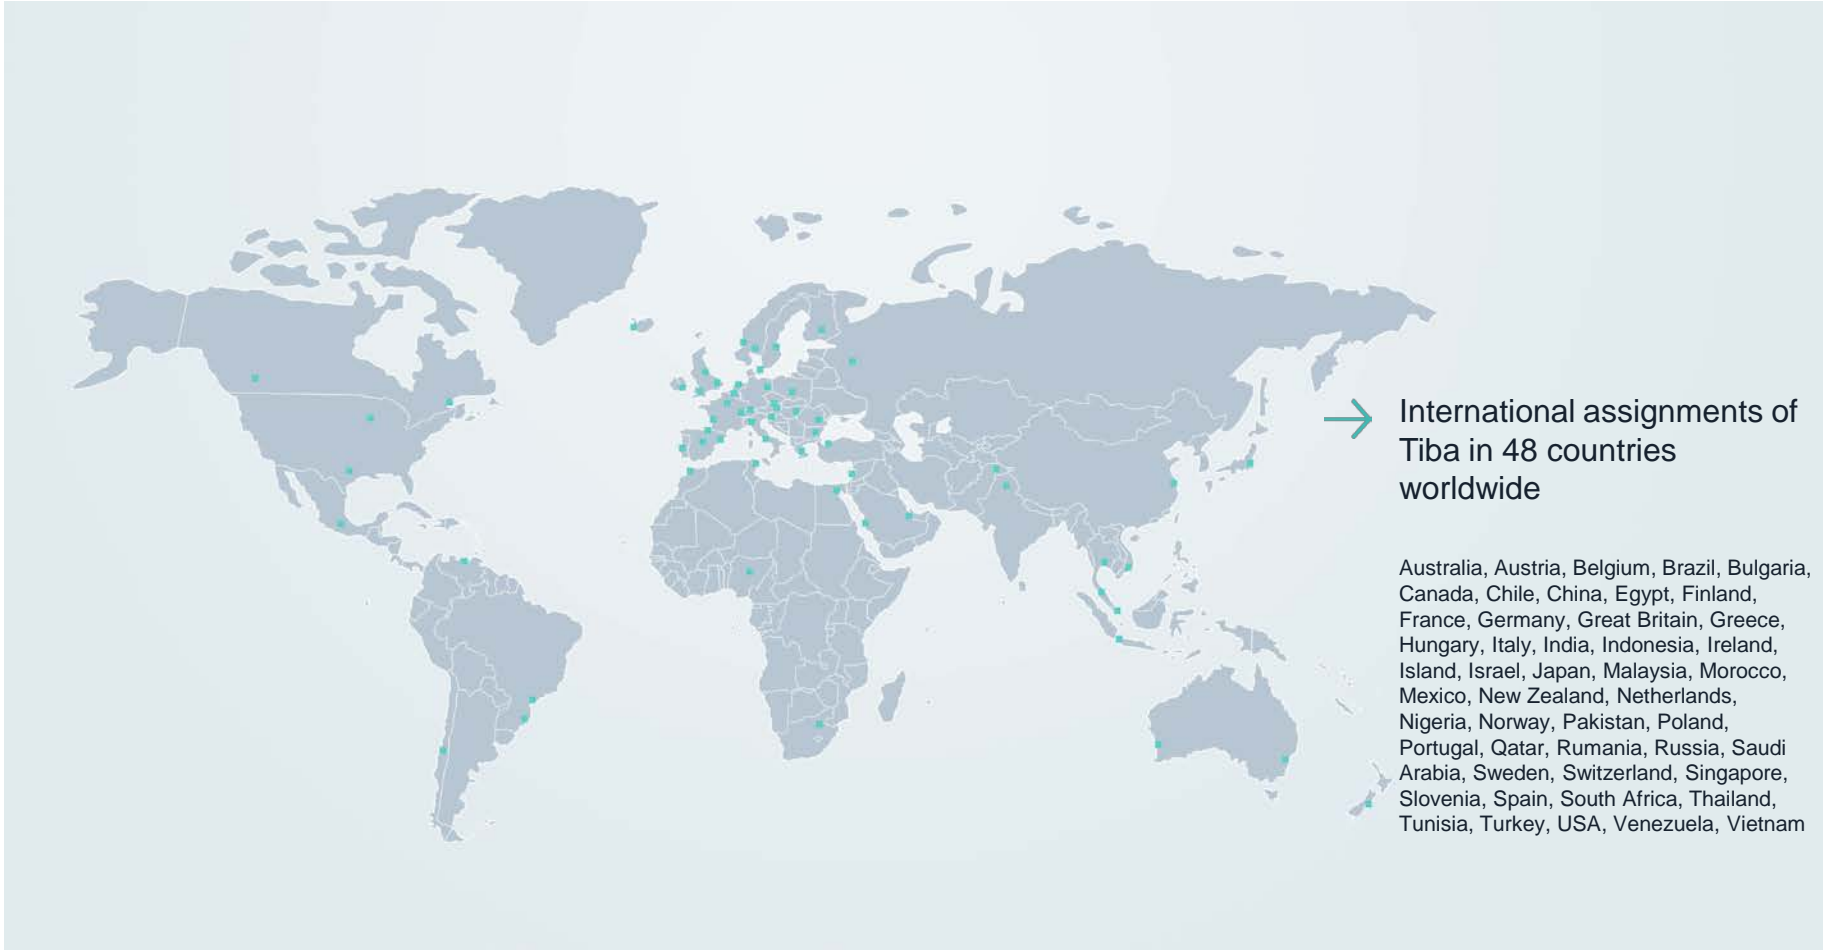 International assignments of
Tiba in 48 countries
worldwide
Australia, Austria, Belgium, Brazil, Bulgaria,
Canada, Chile, China, Egypt, Finland,
France, Germany, Great Britain, Greece,
Hungary, Italy, India, Indonesia, Ireland,
Island, Israel, Japan, Malaysia, Morocco,
Mexico, New Zealand, Netherlands,
Nigeria, Norway, Pakistan, Poland,
Portugal, Qatar, Rumania, Russia, Saudi
Arabia, Sweden, Switzerland, Singapore,
Slovenia, Spain, South Africa, Thailand,
Tunisia, Turkey, USA, Venezuela, Vietnam